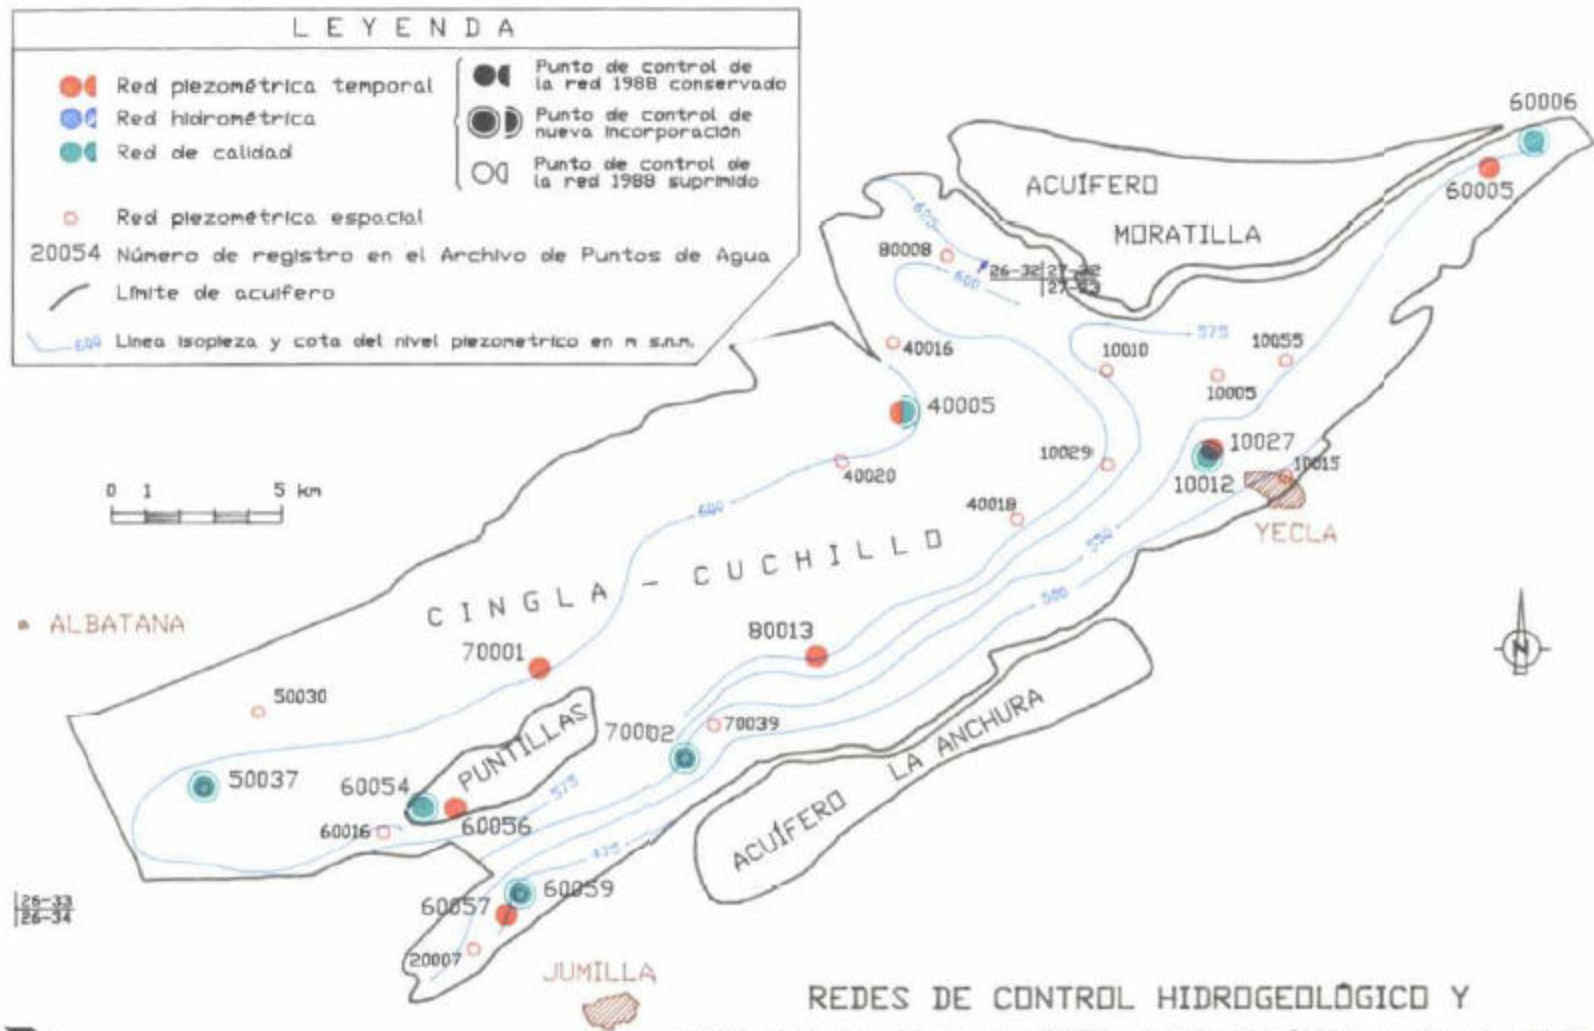 LEYENDA
Red piezométrica temporal
Red hidrométrica
Red de calidad
Punto de control de
la red 1988 conservado
Punto de control de
nueva incorporación
Punto de control de
la red 1988 suprimido
Red piezométrica espacial
20054 Número de registro en el Archivo de Puntos de Agua
Límite de acuífero
600 Línea isopieza y cota del nivel piezometrico en m s.n.m.
60006
60005
ACUÍFERO
MORATILLA
80008
26-32 27-32
27-33
600
575
40016
10010
10055
10005
40005
10027
10029
10015
10012
40020
YECLA
600
40018
550
500
0 1 5 km
CINGLA - CUCHILLO
ALBATANA
N
70001
80013
50030
70002
70039
PUNTILLAS
LA ANCHURA
ACUÍFERO
50037
60054
575
60016
60056
475
60057
60059
26-33
26-34
20007
JUMILLA
REDES DE CONTROL HIDROGEOLÓGICO Y